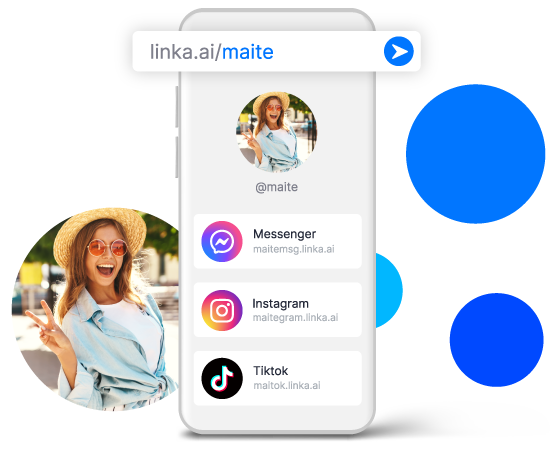 linka.ai/maite
@maite
Messenger
maitemsg.linka.ai
Instagram
maitegram.linka.ai
Tiktok
maitok.linka.ai